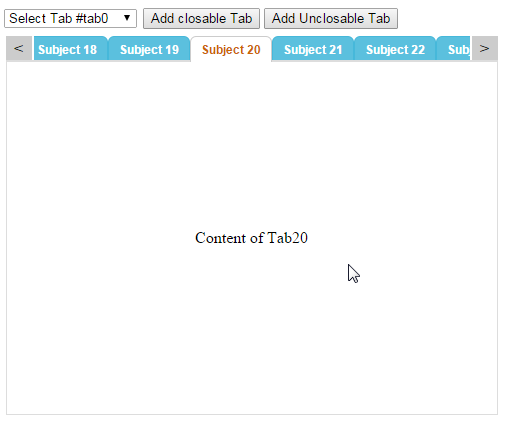 Select Tab #tab0 Add closable Tab Add Unclosable Tab
< Subject 18 Subject 19 Subject 20 Subject 21 Subject 22 Sub >
Content of Tab20